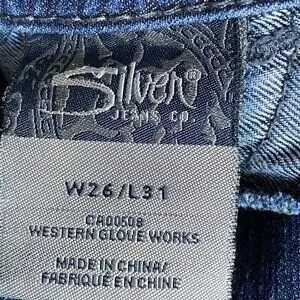 Silver®
JEANS CO.
W26/L31
CA00508
WESTERN GLOVE WORKS
MADE IN CHINA/
FABRIQUÉ EN CHINE